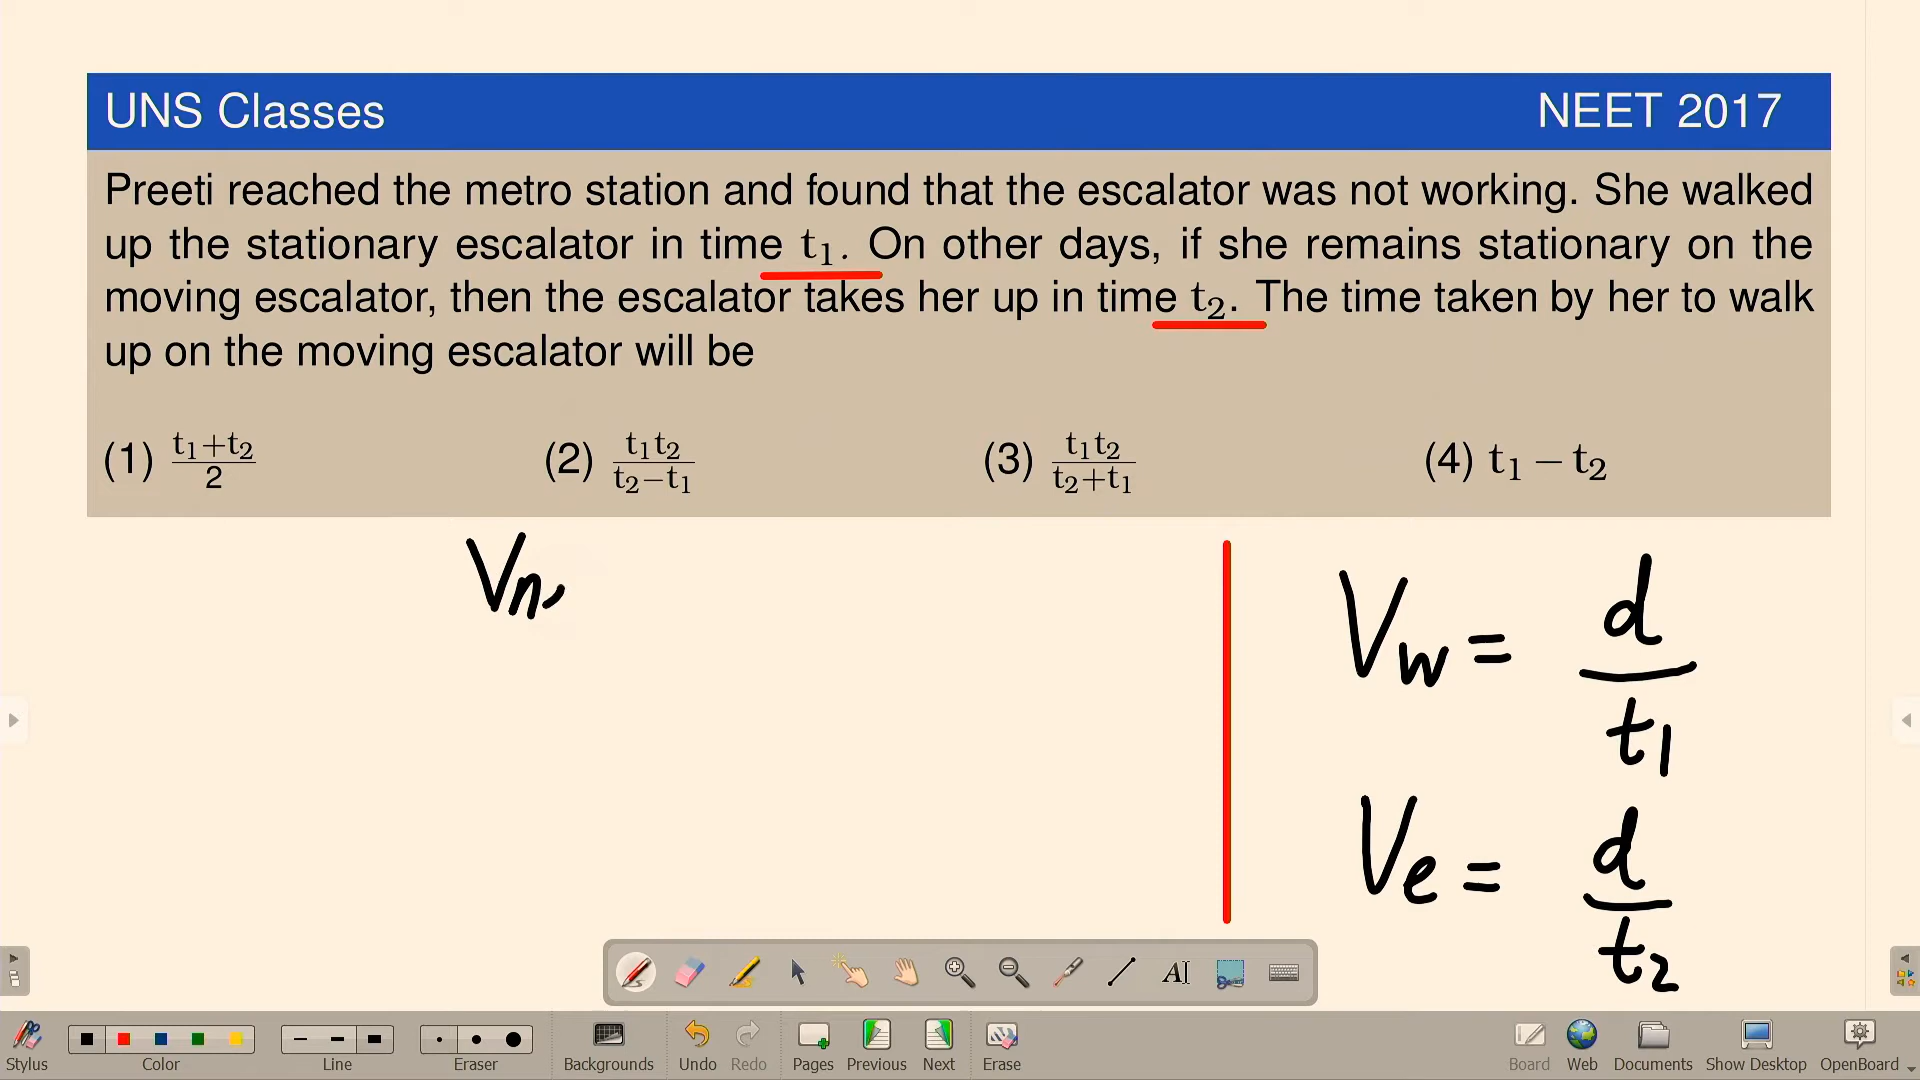 UNS Classes NEET 2017
Preeti reached the metro station and found that the escalator was not working. She walked
up the stationary escalator in time t₁. On other days, if she remains stationary on the
moving escalator, then the escalator takes her up in time t₂. The time taken by her to walk
up on the moving escalator will be
(1) (t₁+t₂)/2 (2) t₁t₂/(t₂−t₁) (3) t₁t₂/(t₂+t₁) (4) t₁ − t₂
Vw = d/t1
Ve = d/t2
Stylus Color Line Eraser Backgrounds Undo Redo Pages Previous Next Erase Board Web Documents Show Desktop OpenBoard